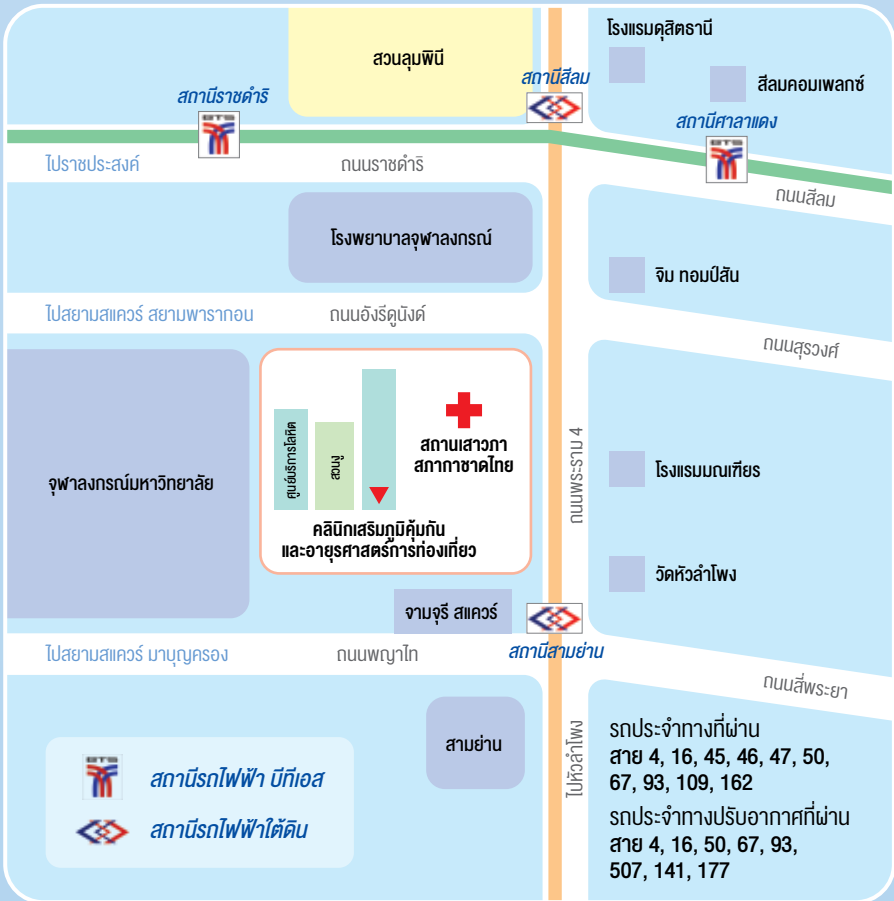 โรงแรมดุสิตธานี
สวนลุมพินี
สถานีสีลม
สีลมคอมเพลกซ์
สถานีราชดำริ
BTS
สถานีศาลาแดง
BTS
ไปราชประสงค์
ถนนราชดำริ
ถนนสีลม
โรงพยาบาลจุฬาลงกรณ์
จิม ทอมป์สัน
ไปสยามสแควร์ สยามพารากอน
ถนนอังรีดูนังต์
ถนนสุรวงศ์
จุฬาลงกรณ์มหาวิทยาลัย
ศูนย์บริการโลหิต
สวนงู
สถานเสาวภา
สภากาชาดไทย
คลินิกเสริมภูมิคุ้มกัน
และอายุรศาสตร์การท่องเที่ยว
ถนนพระราม 4
โรงแรมมณเฑียร
วัดหัวลำโพง
จามจุรี สแควร์
สถานีสามย่าน
ไปสยามสแควร์ มาบุญครอง
ถนนพญาไท
ถนนสี่พระยา
สามย่าน
ไปหัวลำโพง
BTS
สถานีรถไฟฟ้า บีทีเอส
สถานีรถไฟฟ้าใต้ดิน
รถประจำทางที่ผ่าน
สาย 4, 16, 45, 46, 47, 50,
67, 93, 109, 162
รถประจำทางปรับอากาศที่ผ่าน
สาย 4, 16, 50, 67, 93,
507, 141, 177